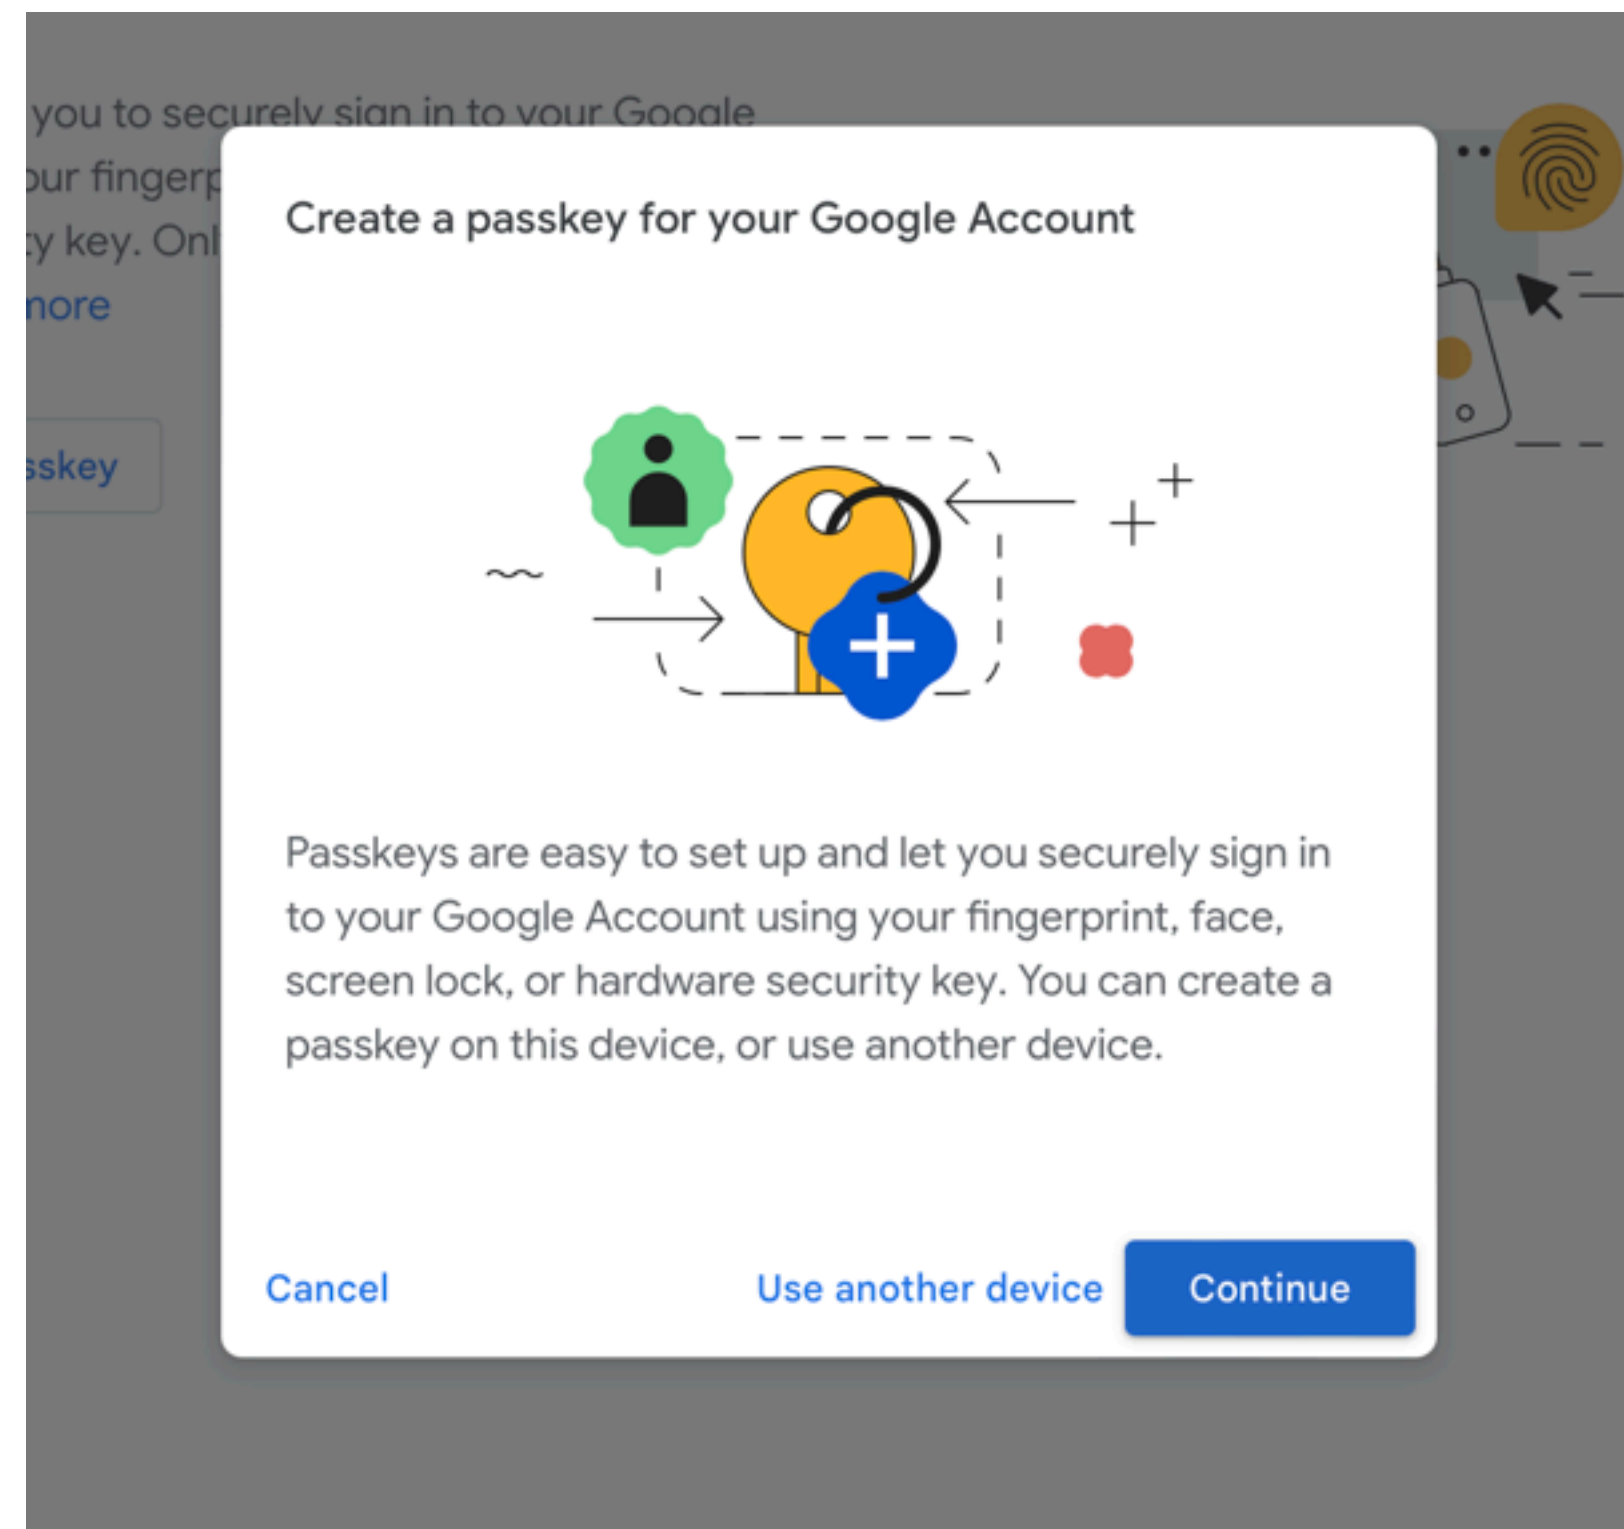 you to securely sign in to your Google
our fingerp
ty key. Onl
more
sskey
Create a passkey for your Google Account
Passkeys are easy to set up and let you securely sign in
to your Google Account using your fingerprint, face,
screen lock, or hardware security key. You can create a
passkey on this device, or use another device.
Cancel
Use another device
Continue